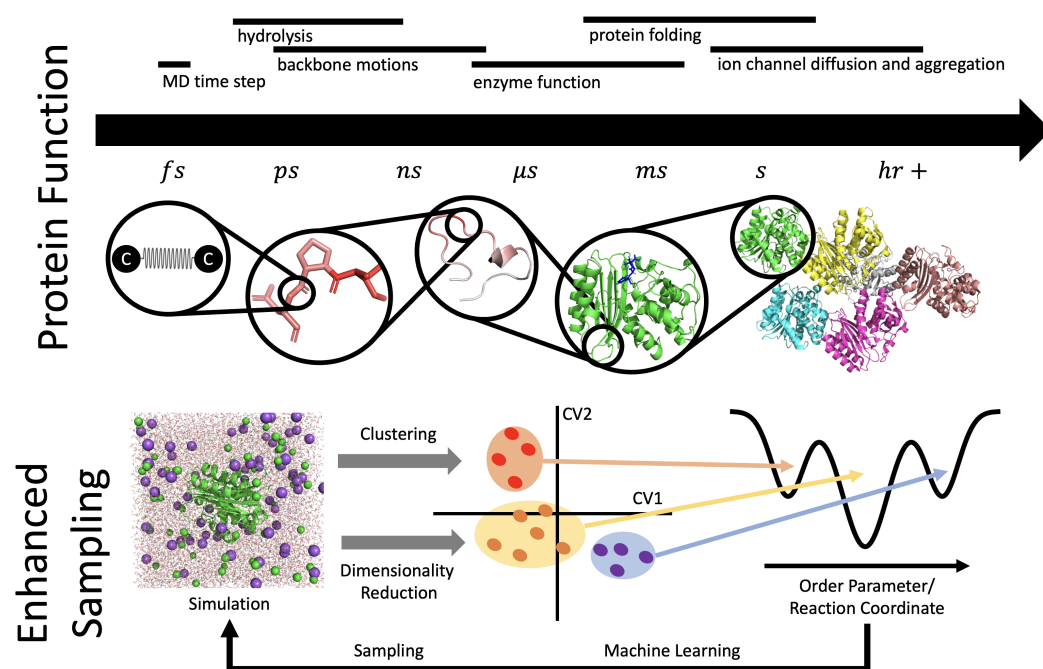 Protein Function
hydrolysis
protein folding
backbone motions
ion channel diffusion and aggregation
MD time step
enzyme function
fs
ps
ns
μs
ms
s
hr +
C
C
Enhanced
Sampling
Simulation
Clustering
Dimensionality
Reduction
CV2
CV1
Order Parameter/
Reaction Coordinate
Sampling
Machine Learning